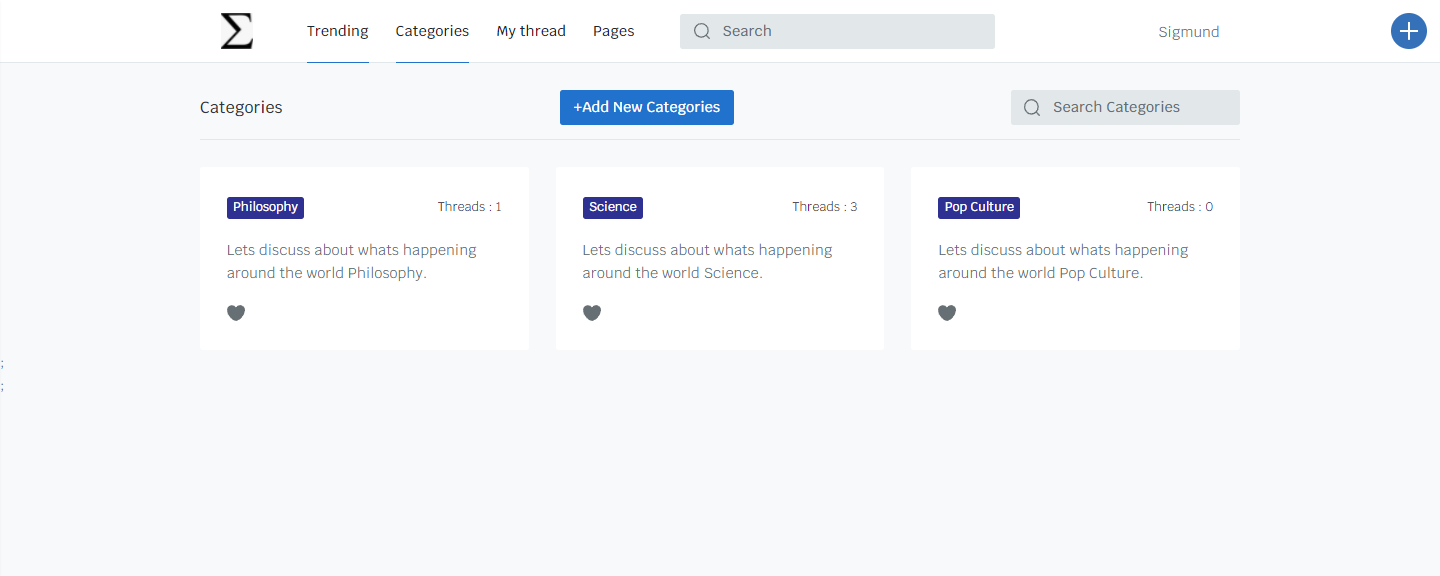 Σ Trending Categories My thread Pages Search Sigmund
Categories +Add New Categories Search Categories
Philosophy Threads : 1
Lets discuss about whats happening
around the world Philosophy.
Science Threads : 3
Lets discuss about whats happening
around the world Science.
Pop Culture Threads : 0
Lets discuss about whats happening
around the world Pop Culture.
;
;